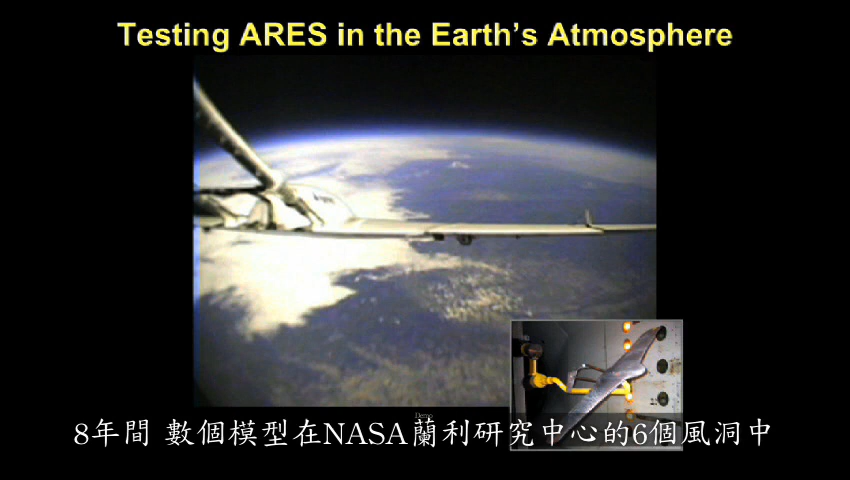 Testing ARES in the Earth's Atmosphere
Demo
8年間 數個模型在NASA蘭利研究中心的6個風洞中